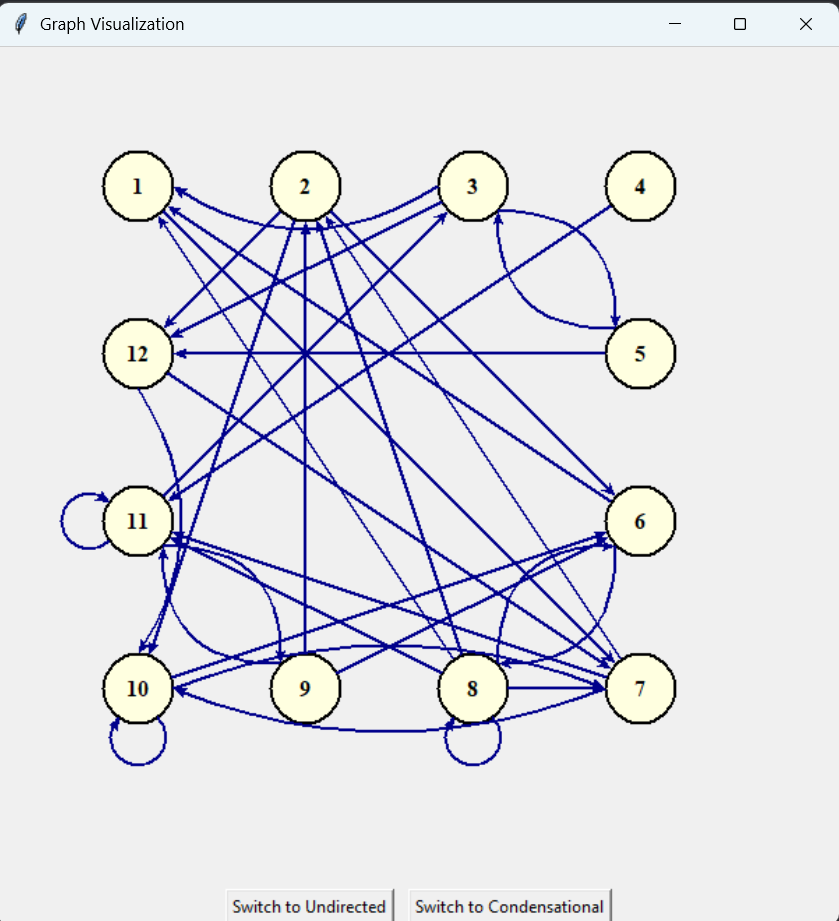 Graph Visualization
1 2 3 4
12 5
11 6
10 9 8 7
Switch to Undirected Switch to Condensational